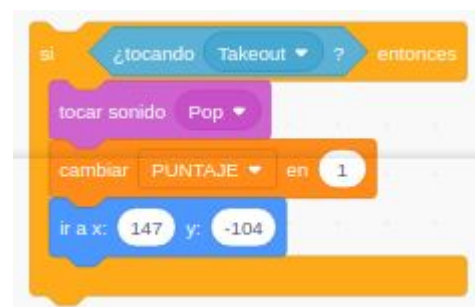 si ¿tocando Takeout ? entonces
tocar sonido Pop
cambiar PUNTAJE en 1
ir a x: 147 y: -104